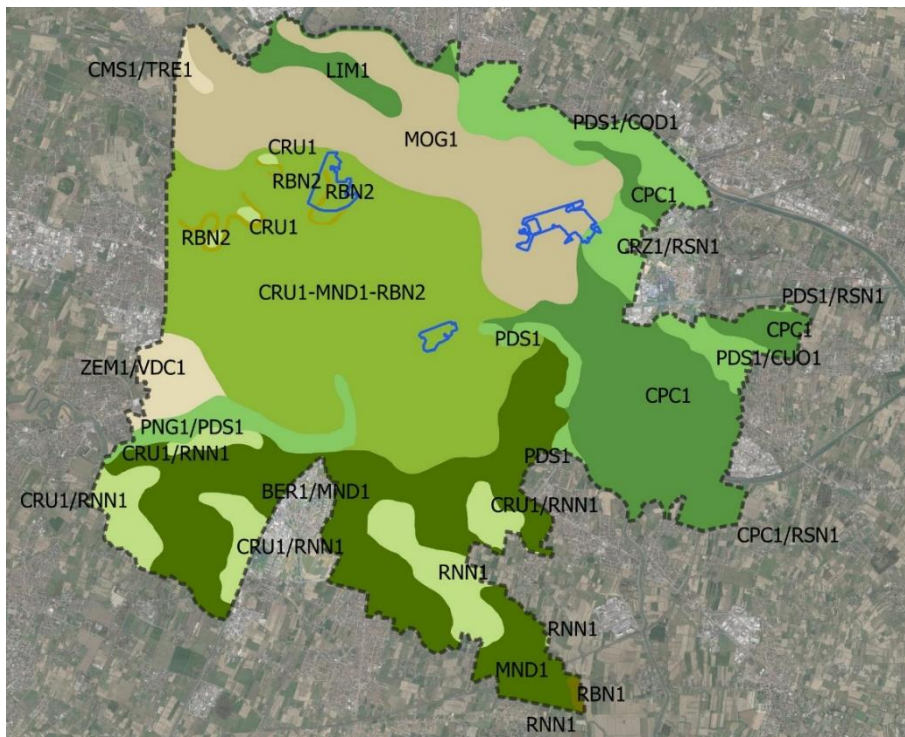 CMS1/TRE1
LIM1
MOG1
PDS1/COD1
CRU1
RBN2
RBN2
CPC1
RBN2
CRU1
CRZ1/RSN1
CRU1-MND1-RBN2
PDS1/RSN1
CPC1
PDS1
PDS1/CUO1
ZEM1/VDC1
CPC1
PNG1/PDS1
CRU1/RNN1
PDS1
CRU1/RNN1
BER1/MND1
CRU1/RNN1
CPC1/RSN1
CRU1/RNN1
RNN1
RNN1
MND1
RBN1
RNN1